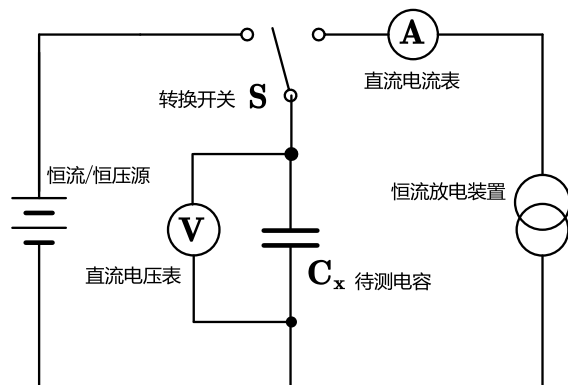 A
直流电流表
转换开关 S
恒流/恒压源
恒流放电装置
V
直流电压表
Cx 待测电容